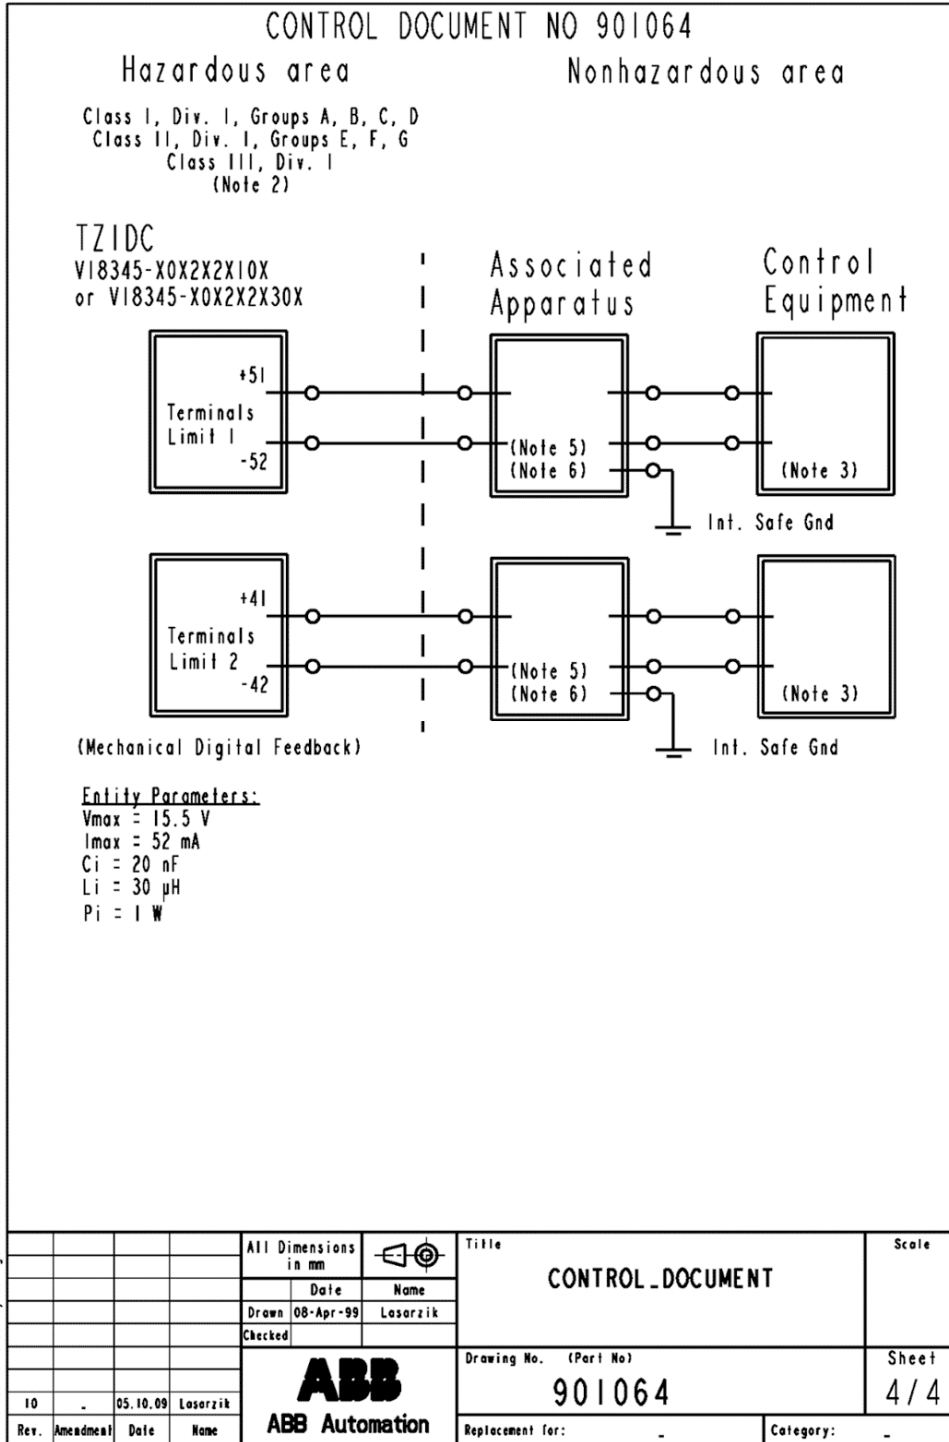 CONTROL DOCUMENT NO 901064
Hazardous area
Nonhazardous area
Class I, Div. I, Groups A, B, C, D
Class II, Div. I, Groups E, F, G
Class III, Div. I
(Note 2)
TZIDC
V18345-X0X2X2X10X
or V18345-X0X2X2X30X
Associated
Apparatus
Control
Equipment
+51
Terminals
Limit 1
-52
(Note 5)
(Note 6)
(Note 3)
Int. Safe Gnd
+41
Terminals
Limit 2
-42
(Note 5)
(Note 6)
(Note 3)
Int. Safe Gnd
(Mechanical Digital Feedback)
Entity Parameters:
Vmax = 15.5 V
Imax = 52 mA
Ci = 20 nF
Li = 30 µH
Pi = 1 W
All Dimensions
in mm
Title
CONTROL_DOCUMENT
Scale
Date Name
Drawn 08-Apr-99 Lasarzik
Checked
ABB
ABB Automation
Drawing No. (Part No)
901064
Sheet
4/4
10 - 05.10.09 Lasarzik
Rev. Amendment Date Name
Replacement for: -
Category: -